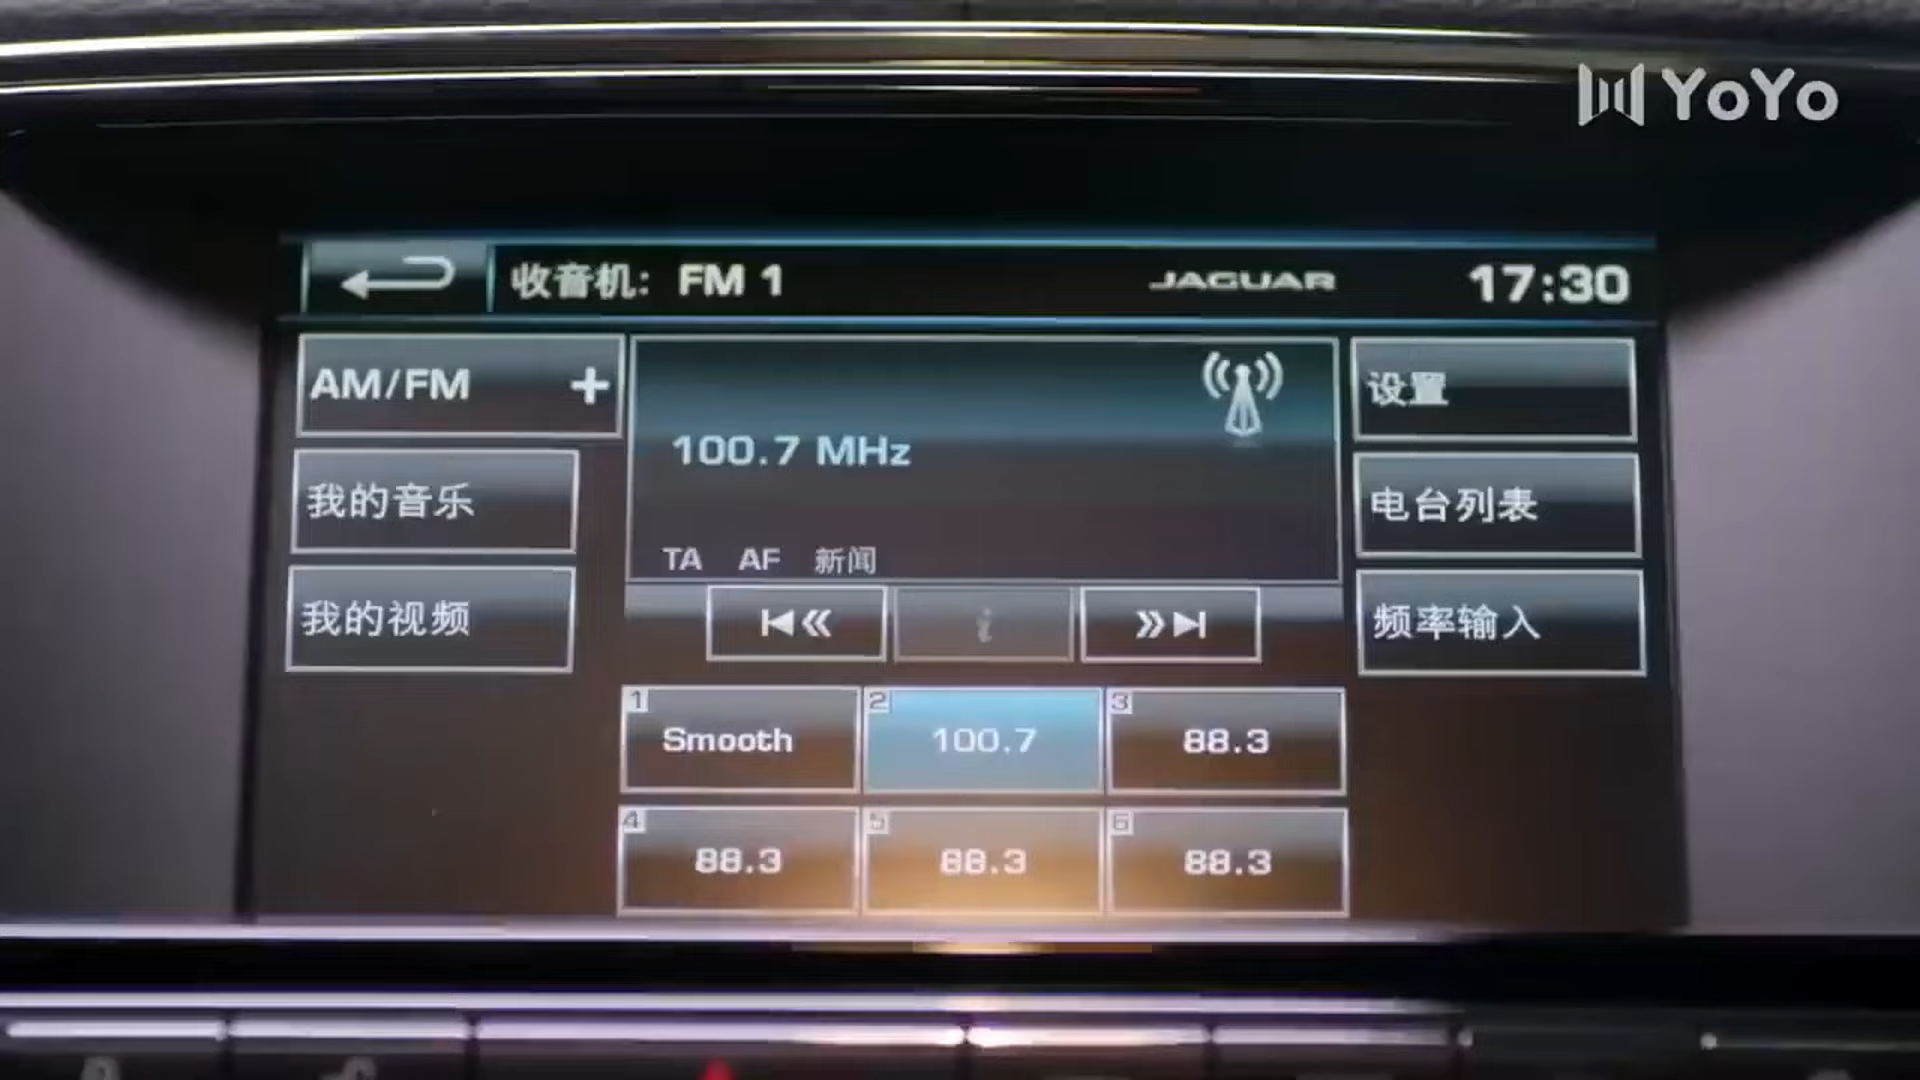 YoYo
收音机: FM 1
JAGUAR
17:30
AM/FM +
100.7 MHz
设置
我的音乐
电台列表
TA AF 新闻
我的视频
i
频率输入
1 Smooth
2 100.7
3 88.3
4 88.3
5 88.3
6 88.3